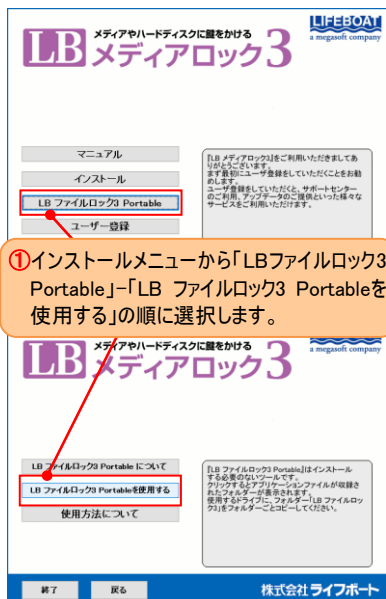 メディアやハードディスクに鍵をかける
LIFEBOAT
a megasoft company
LB メディアロック3
マニュアル
インストール
LB ファイルロック3 Portable
ユーザー登録
『LB メディアロック3』をご利用いただきましてあ
りがとうございます。
まず最初にユーザ登録をしていただくことをお勧
めします。
ユーザ登録をしていただくと、サポートセンター
のご利用、アップデータのご提供といった様々な
サービスをご利用いただけます。
①インストールメニューから「LBファイルロック3
Portable」-「LB ファイルロック3 Portableを
使用する」の順に選択します。
メディアやハードディスクに鍵をかける
a megasoft company
LB メディアロック3
LB ファイルロック3 Portable について
LB ファイルロック3 Portableを使用する
使用方法について
『LB ファイルロック3 Portable』はインストール
する必要のないツールです。
クリックするとアプリケーションファイルが収録さ
れたフォルダーが表示されます。
使用するドライブに、フォルダー「LB ファイルロッ
ク3」をフォルダーごとコピーしてください。
終了
戻る
株式会社ライフボート